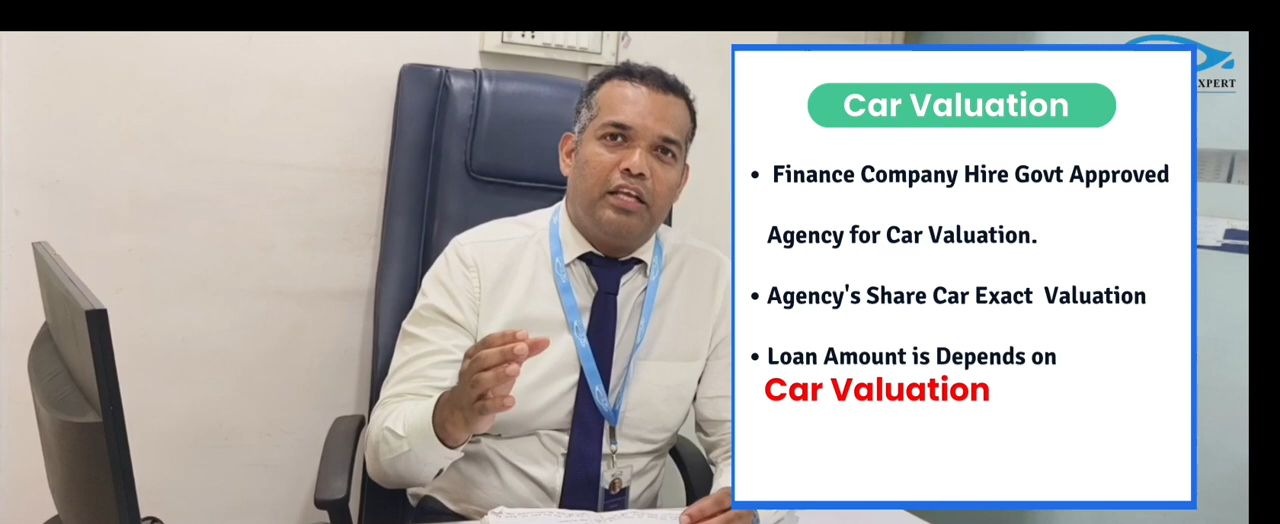 Car Valuation
XPERT
• Finance Company Hire Govt Approved
Agency for Car Valuation.
• Agency's Share Car Exact Valuation
• Loan Amount is Depends on
Car Valuation